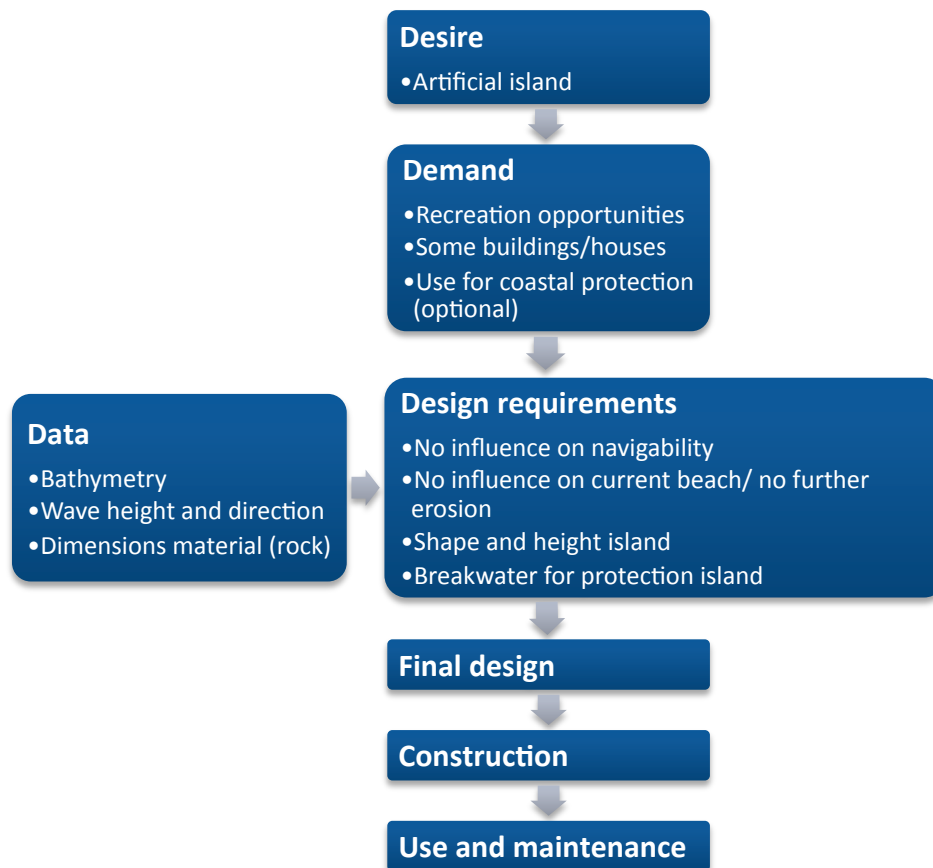 Desire
•Artificial island
Demand
•Recreation opportunities
•Some buildings/houses
•Use for coastal protection
(optional)
Data
•Bathymetry
•Wave height and direction
•Dimensions material (rock)
Design requirements
•No influence on navigability
•No influence on current beach/ no further
erosion
•Shape and height island
•Breakwater for protection island
Final design
Construction
Use and maintenance